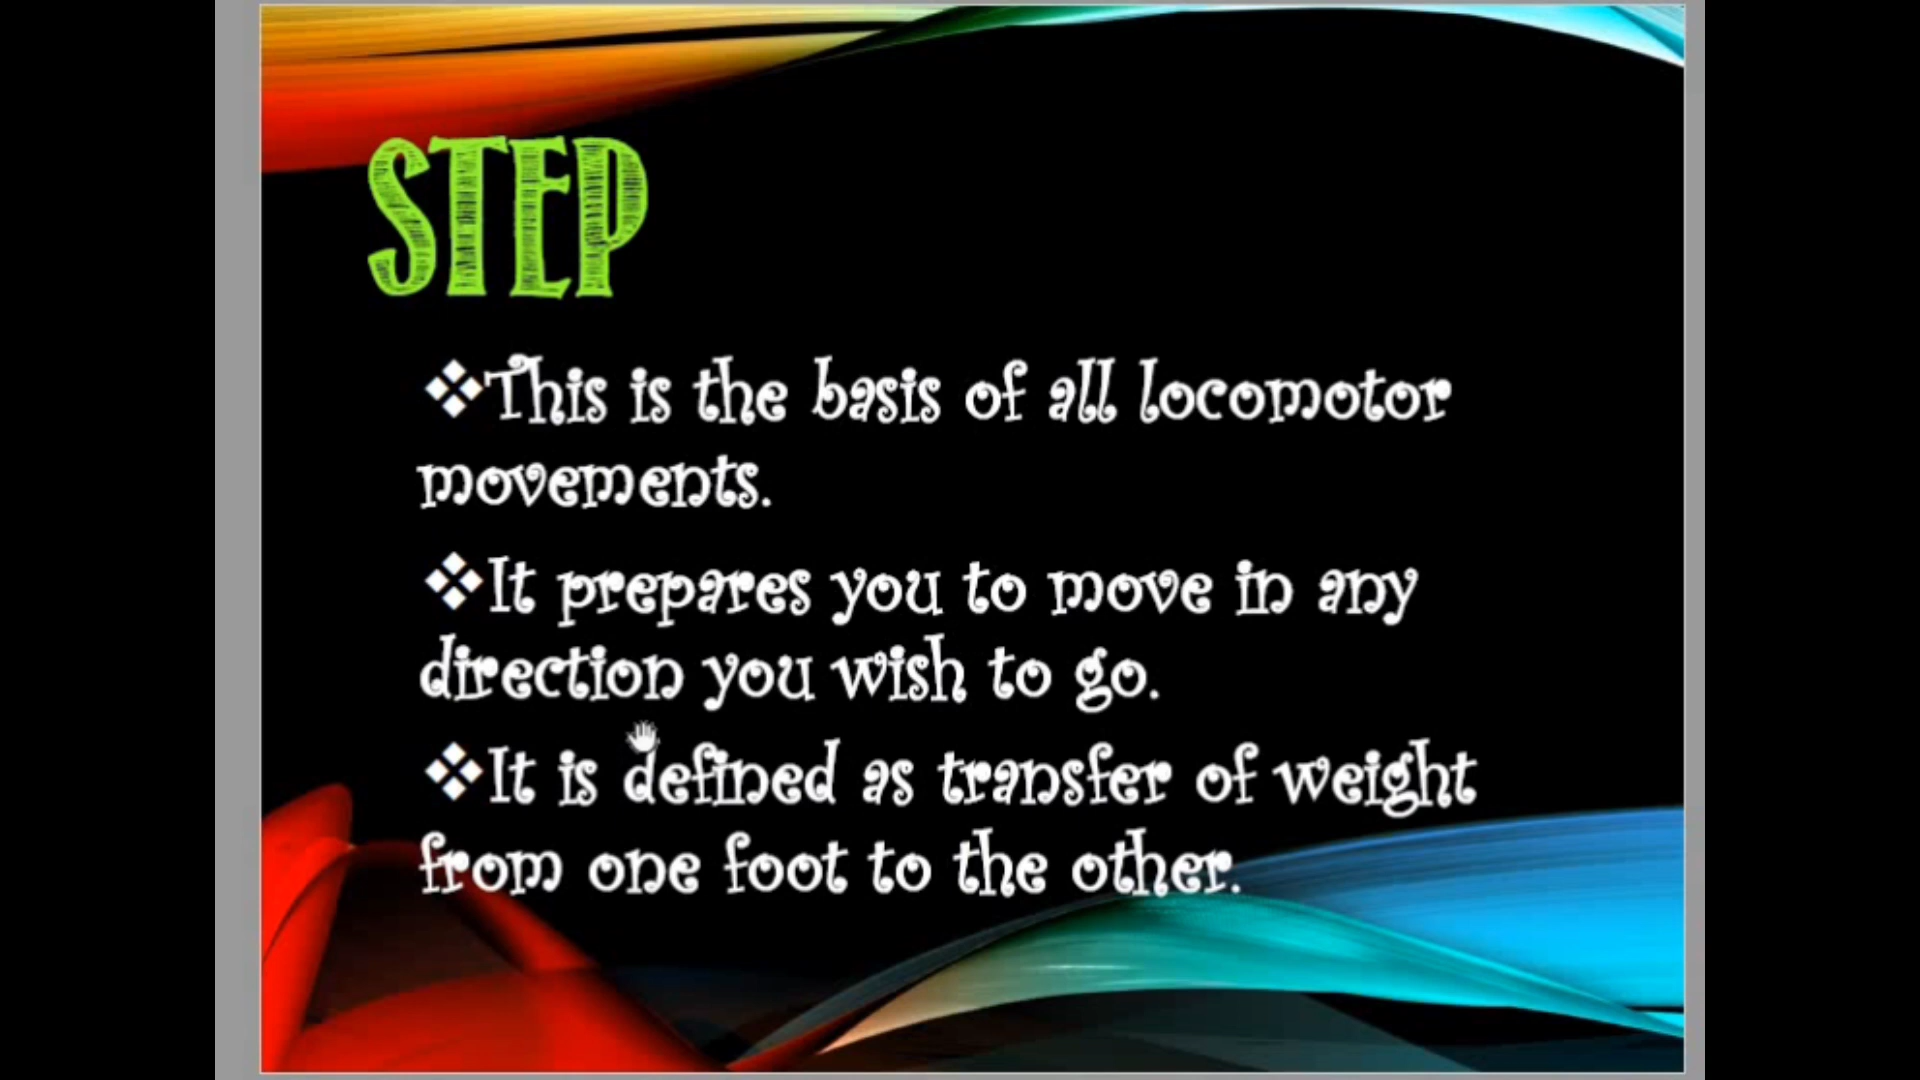 STEP
❖This is the basis of all locomotor
movements.
❖It prepares you to move in any
direction you wish to go.
❖It is defined as transfer of weight
from one foot to the other.